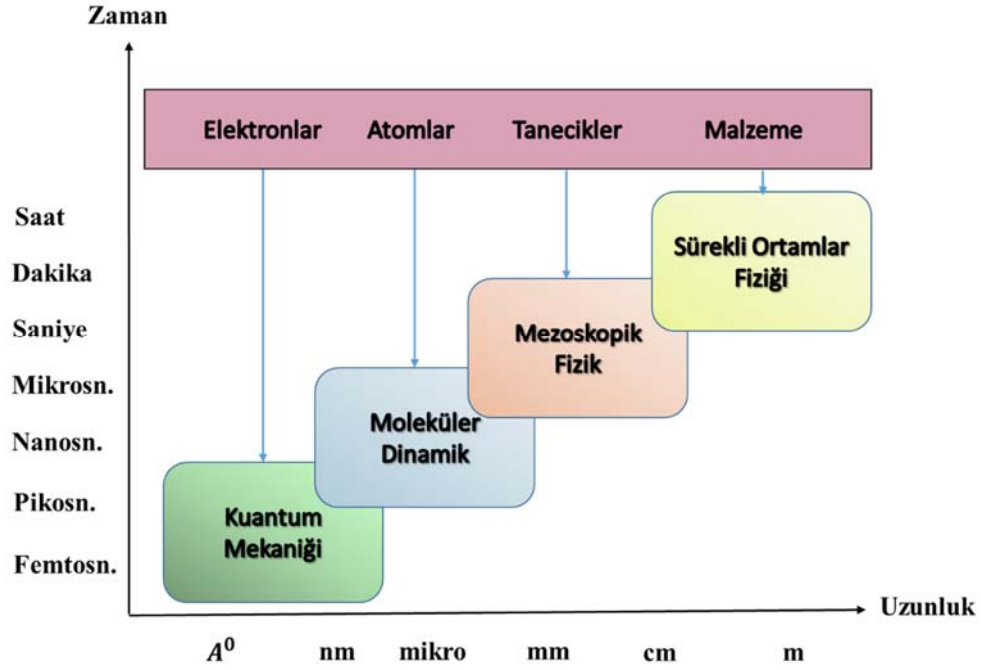 Zaman
Elektronlar Atomlar Tanecikler Malzeme
Saat
Dakika
Saniye
Mikrosn.
Nanosn.
Pikosn.
Femtosn.
Sürekli Ortamlar
Fiziği
Mezoskopik
Fizik
Moleküler
Dinamik
Kuantum
Mekaniği
Uzunluk
A⁰ nm mikro mm cm m